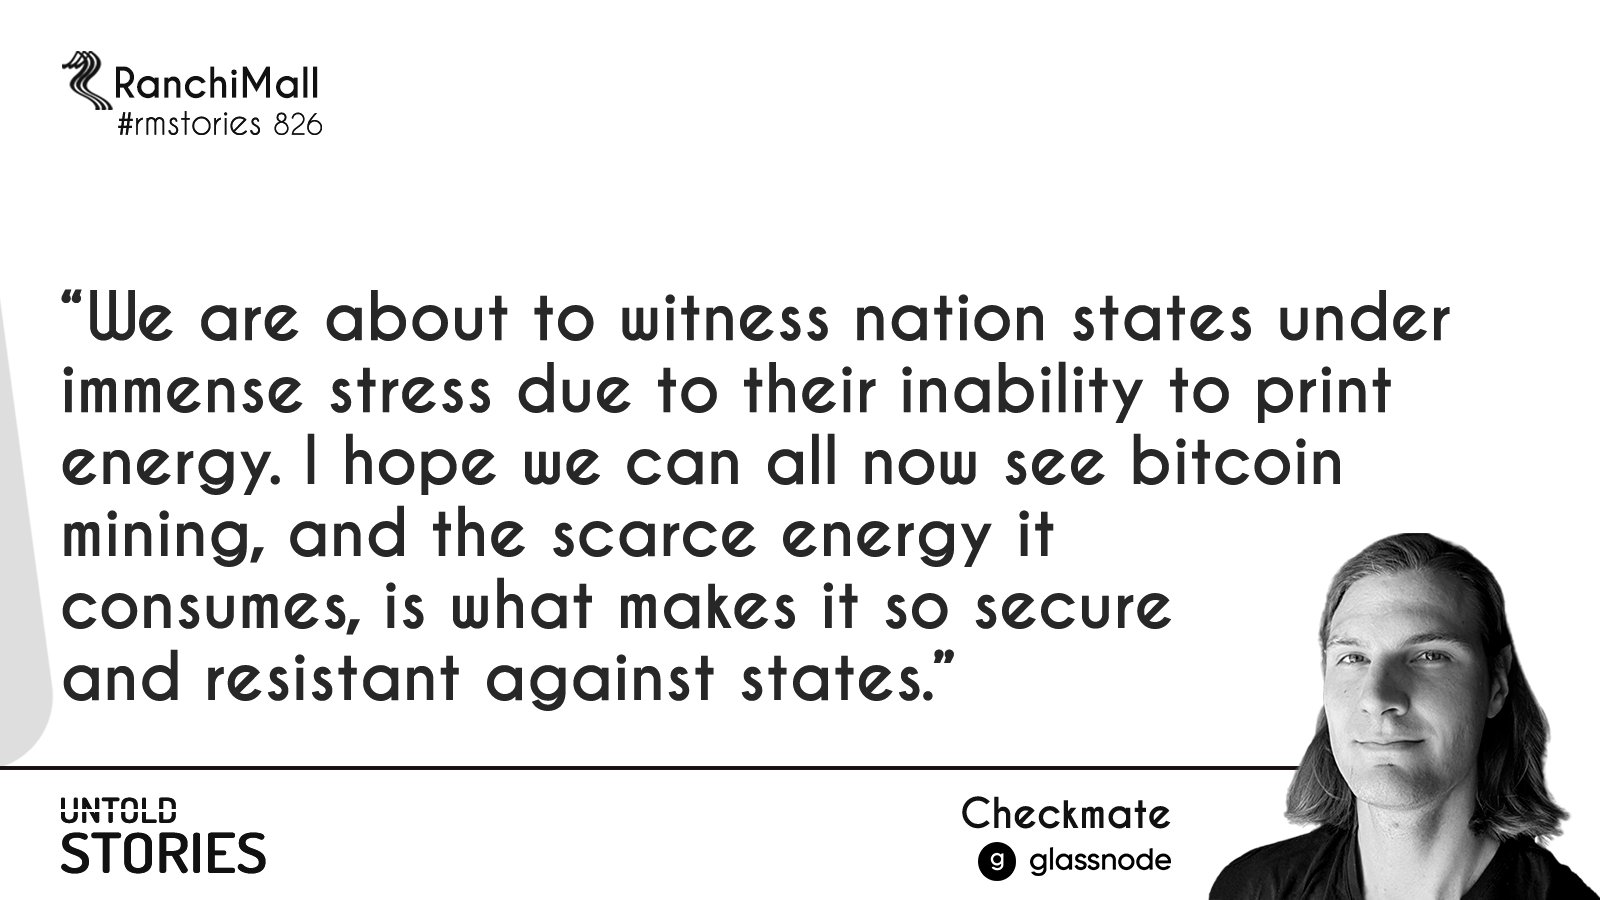 RanchiMall
#rmstories 826
“We are about to witness nation states under
immense stress due to their inability to print
energy. I hope we can all now see bitcoin
mining, and the scarce energy it
consumes, is what makes it so secure
and resistant against states.”
UNTOLD
STORIES
Checkmate
g glassnode